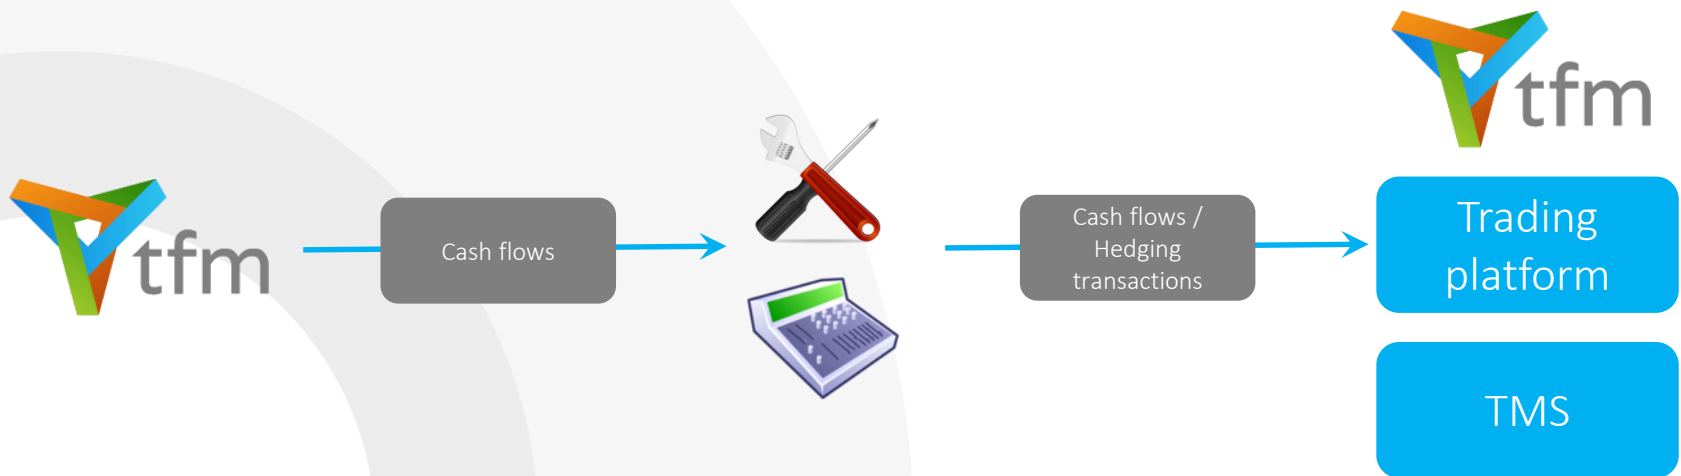 tfm
Cash flows
Cash flows /
Hedging
transactions
tfm
Trading
platform
TMS